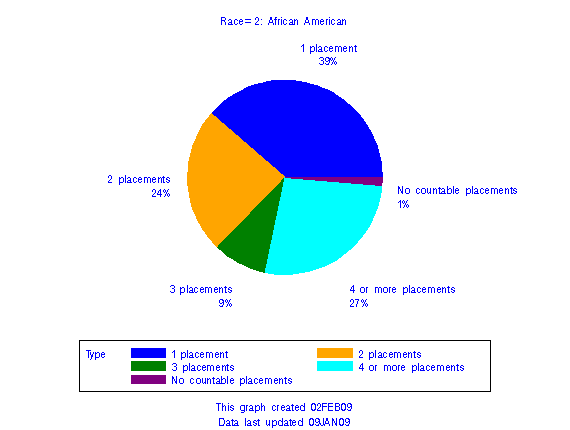 Race= 2: African American
1 placement
39%
2 placements
24%
No countable placements
1%
3 placements
9%
4 or more placements
27%
Type
1 placement
2 placements
3 placements
4 or more placements
No countable placements
This graph created 02FEB09
Data last updated 09JAN09